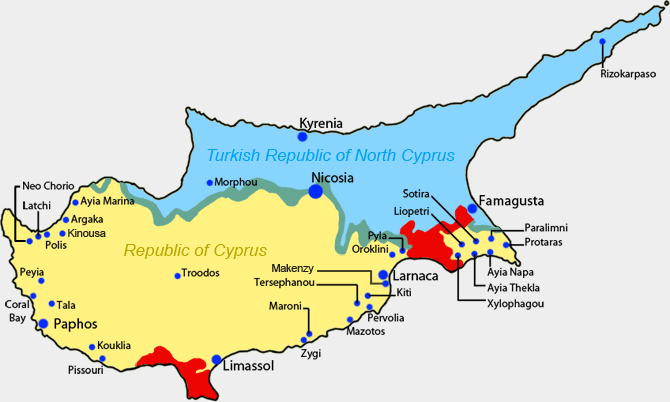 Rizokarpaso
Kyrenia
Turkish Republic of North Cyprus
Nicosia
Morphou
Neo Chorio
Latchi
Ayia Marina
Argaka
Kinousa
Polis
Sotira
Liopetri
Famagusta
Paralimni
Protaras
Pyla
Oroklini
Republic of Cyprus
Troodos
Makenzy
Tersephanou
Larnaca
Ayia Napa
Ayia Thekla
Xylophagou
Peyia
Coral
Bay
Tala
Paphos
Maroni
Kiti
Pervolia
Mazotos
Zygi
Kouklia
Pissouri
Limassol